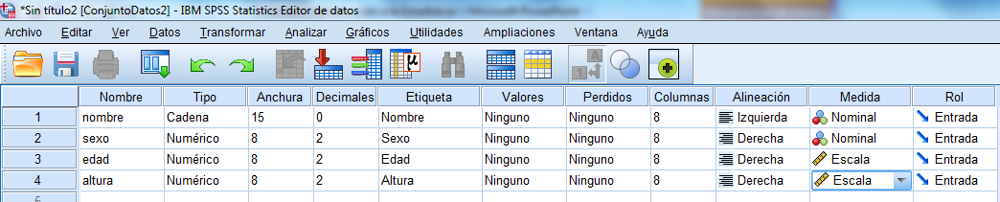 *Sin título2 [ConjuntoDatos2] - IBM SPSS Statistics Editor de datos
Archivo Editar Ver Datos Transformar Analizar Gráficos Utilidades Ampliaciones Ventana Ayuda
Nombre Tipo Anchura Decimales Etiqueta Valores Perdidos Columnas Alineación Medida Rol
1 nombre Cadena 15 0 Nombre Ninguno Ninguno 8 Izquierda Nominal Entrada
2 sexo Numérico 8 2 Sexo Ninguno Ninguno 8 Derecha Nominal Entrada
3 edad Numérico 8 2 Edad Ninguno Ninguno 8 Derecha Escala Entrada
4 altura Numérico 8 2 Altura Ninguno Ninguno 8 Derecha Escala Entrada